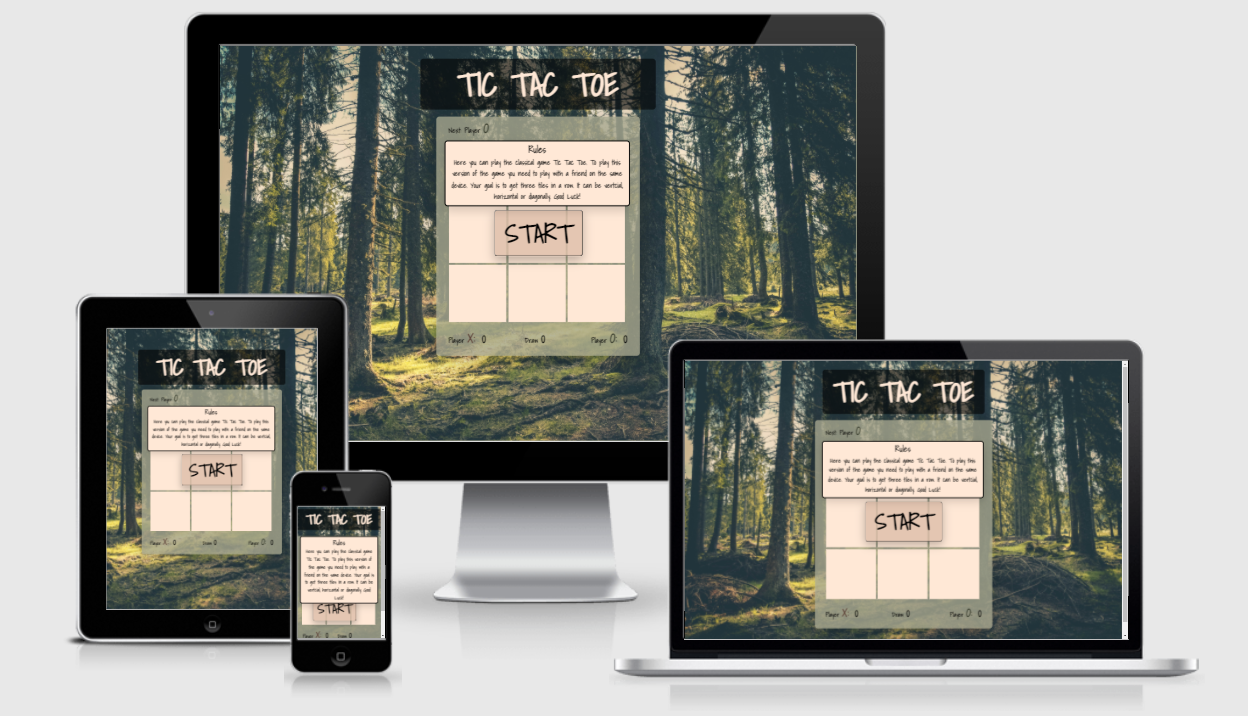 TIC TAC TOE
Next Player O
Rules
Here you can play the classical game Tic Tac Toe. To play this
version of the game you need to play with a friend on the same
device. Your goal is to get three tiles in a row. It can be vertical,
horizontal or diagonally. Good Luck!
START
Player X: 0 Draw 0 Player O: 0
TIC TAC TOE
Next Player O
Rules
Here you can play the classical game Tic Tac Toe. To play this
version of the game you need to play with a friend on the same
device. Your goal is to get three tiles in a row. It can be vertical,
horizontal or diagonally. Good Luck!
START
Player X: 0 Draw 0 Player O: 0
TIC TAC TOE
Rules
Here you can play the classical game
Tic Tac Toe. To play this version of
the game you need to play with a
friend on the same device. Your goal is
to get three tiles in a row. It can be
vertical, horizontal or diagonally. Good
Luck!
START
Player X: 0 Draw 0
TIC TAC TOE
Next Player O
Rules
Here you can play the classical game Tic Tac Toe. To play this
version of the game you need to play with a friend on the same
device. Your goal is to get three tiles in a row. It can be vertical,
horizontal or diagonally. Good Luck!
START
Player X: 0 Draw 0 Player O: 0